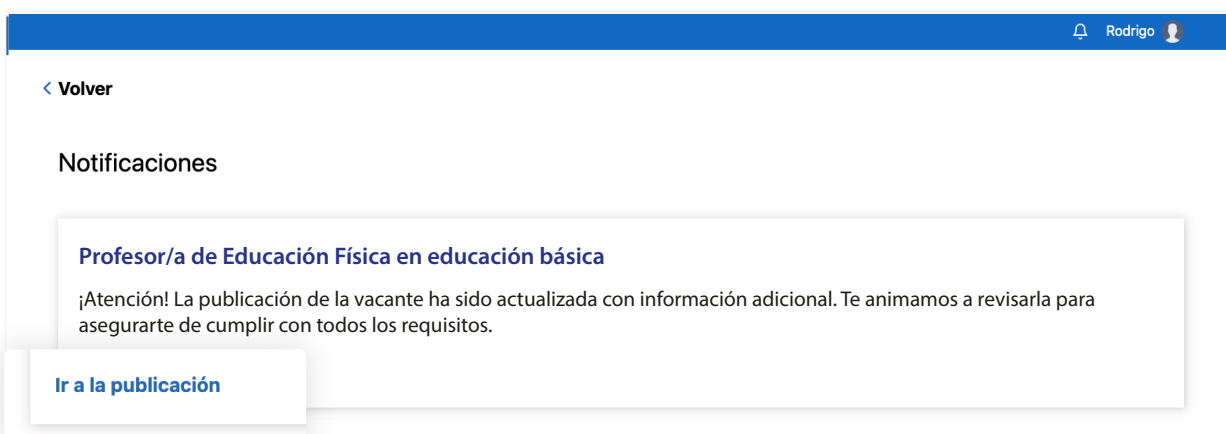 Rodrigo
Volver
Notificaciones
Profesor/a de Educación Física en educación básica
¡Atención! La publicación de la vacante ha sido actualizada con información adicional. Te animamos a revisarla para
asegurarte de cumplir con todos los requisitos.
Ir a la publicación